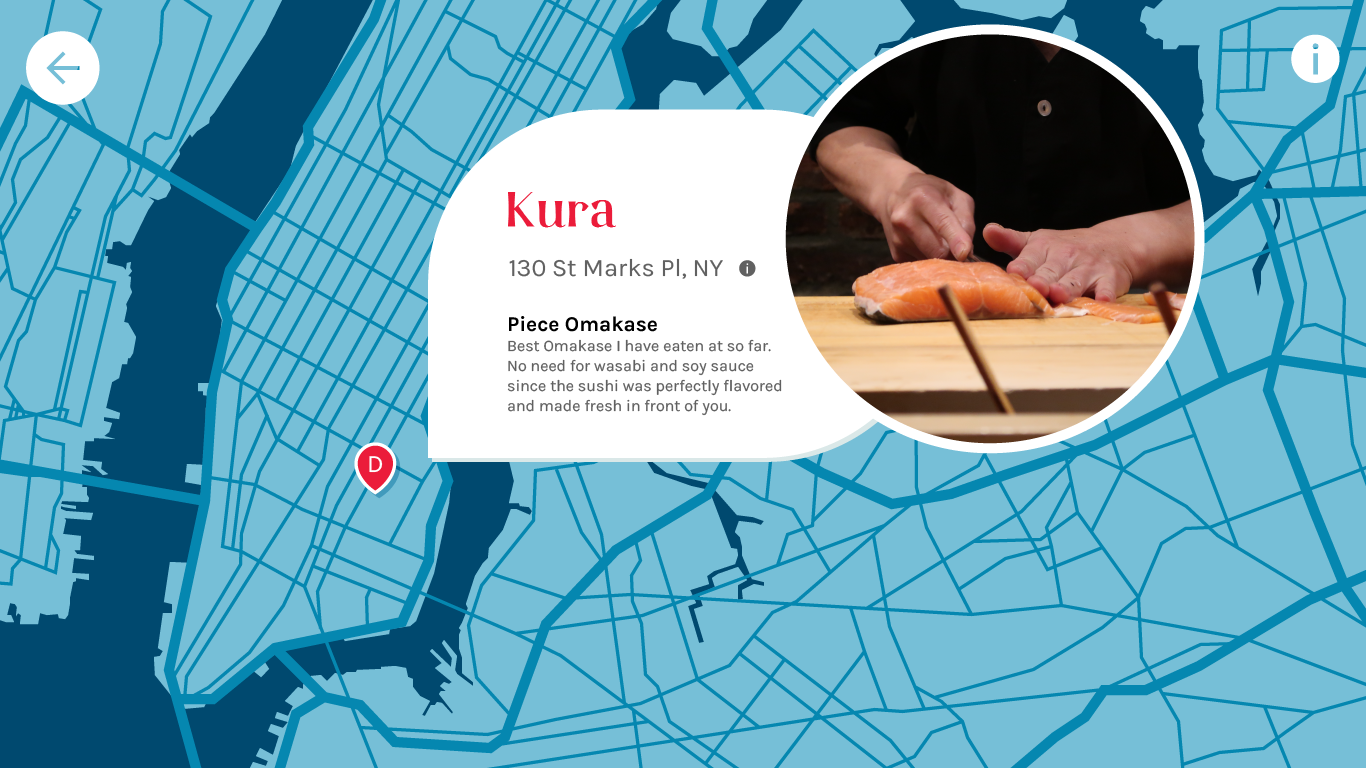 Kura
130 St Marks Pl, NY i
Piece Omakase
Best Omakase I have eaten at so far.
No need for wasabi and soy sauce
since the sushi was perfectly flavored
and made fresh in front of you.
D
i